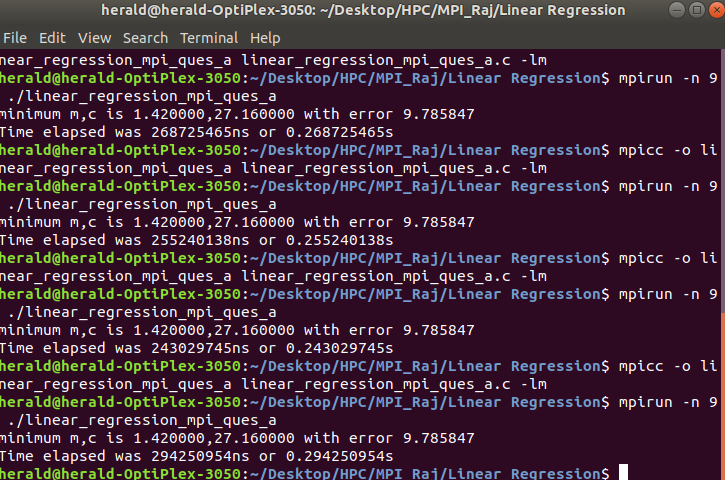 herald@herald-OptiPlex-3050: ~/Desktop/HPC/MPI_Raj/Linear Regression
File Edit View Search Terminal Help
near_regression_mpi_ques_a linear_regression_mpi_ques_a.c -lm
herald@herald-OptiPlex-3050:~/Desktop/HPC/MPI_Raj/Linear Regression$ mpirun -n 9
./linear_regression_mpi_ques_a
minimum m,c is 1.420000,27.160000 with error 9.785847
Time elapsed was 268725465ns or 0.268725465s
herald@herald-OptiPlex-3050:~/Desktop/HPC/MPI_Raj/Linear Regression$ mpicc -o li
near_regression_mpi_ques_a linear_regression_mpi_ques_a.c -lm
herald@herald-OptiPlex-3050:~/Desktop/HPC/MPI_Raj/Linear Regression$ mpirun -n 9
./linear_regression_mpi_ques_a
minimum m,c is 1.420000,27.160000 with error 9.785847
Time elapsed was 255240138ns or 0.255240138s
herald@herald-OptiPlex-3050:~/Desktop/HPC/MPI_Raj/Linear Regression$ mpicc -o li
near_regression_mpi_ques_a linear_regression_mpi_ques_a.c -lm
herald@herald-OptiPlex-3050:~/Desktop/HPC/MPI_Raj/Linear Regression$ mpirun -n 9
./linear_regression_mpi_ques_a
minimum m,c is 1.420000,27.160000 with error 9.785847
Time elapsed was 243029745ns or 0.243029745s
herald@herald-OptiPlex-3050:~/Desktop/HPC/MPI_Raj/Linear Regression$ mpicc -o li
near_regression_mpi_ques_a linear_regression_mpi_ques_a.c -lm
herald@herald-OptiPlex-3050:~/Desktop/HPC/MPI_Raj/Linear Regression$ mpirun -n 9
./linear_regression_mpi_ques_a
minimum m,c is 1.420000,27.160000 with error 9.785847
Time elapsed was 294250954ns or 0.294250954s
herald@herald-OptiPlex-3050:~/Desktop/HPC/MPI_Raj/Linear Regression$